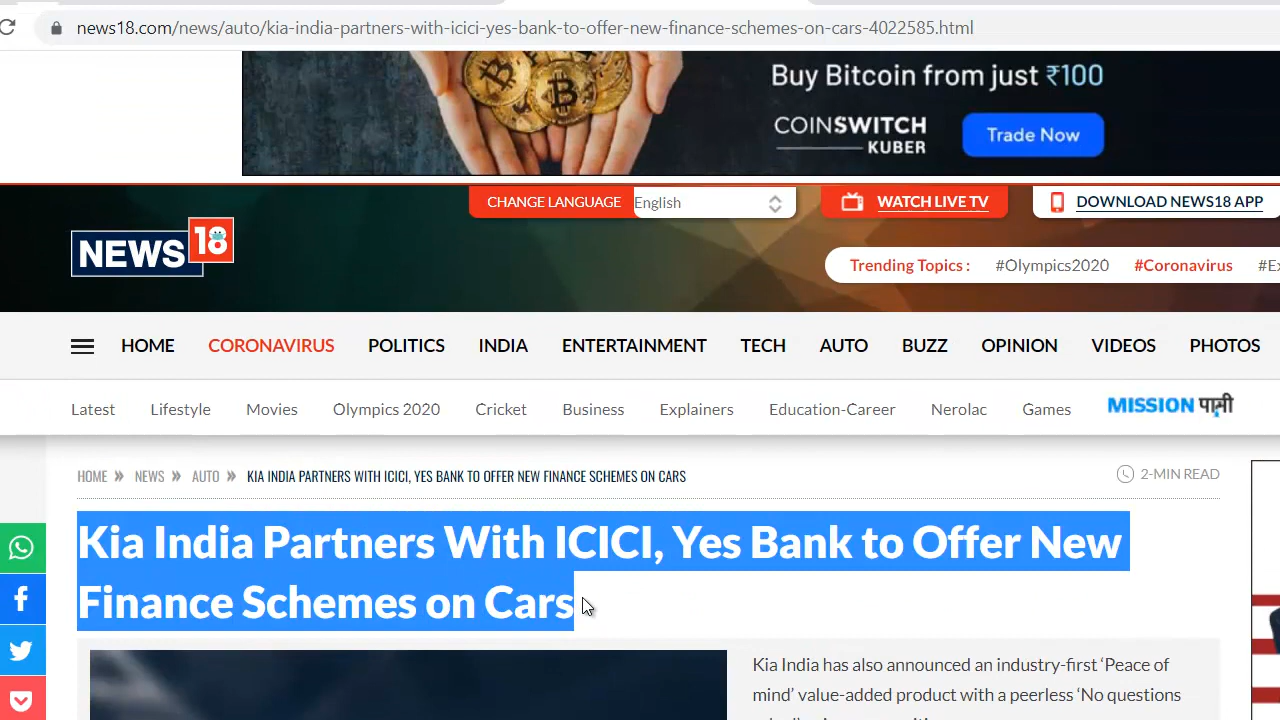 news18.com/news/auto/kia-india-partners-with-icici-yes-bank-to-offer-new-finance-schemes-on-cars-4022585.html
Buy Bitcoin from just ₹100
COINSWITCH
KUBER
Trade Now
CHANGE LANGUAGE English
WATCH LIVE TV
DOWNLOAD NEWS18 APP
NEWS 18
Trending Topics : #Olympics2020 #Coronavirus
HOME CORONAVIRUS POLITICS INDIA ENTERTAINMENT TECH AUTO BUZZ OPINION VIDEOS PHOTOS
Latest Lifestyle Movies Olympics 2020 Cricket Business Explainers Education-Career Nerolac Games MISSION पानी
HOME » NEWS » AUTO » KIA INDIA PARTNERS WITH ICICI, YES BANK TO OFFER NEW FINANCE SCHEMES ON CARS
2-MIN READ
Kia India Partners With ICICI, Yes Bank to Offer New
Finance Schemes on Cars
Kia India has also announced an industry-first ‘Peace of
mind’ value-added product with a peerless ‘No questions